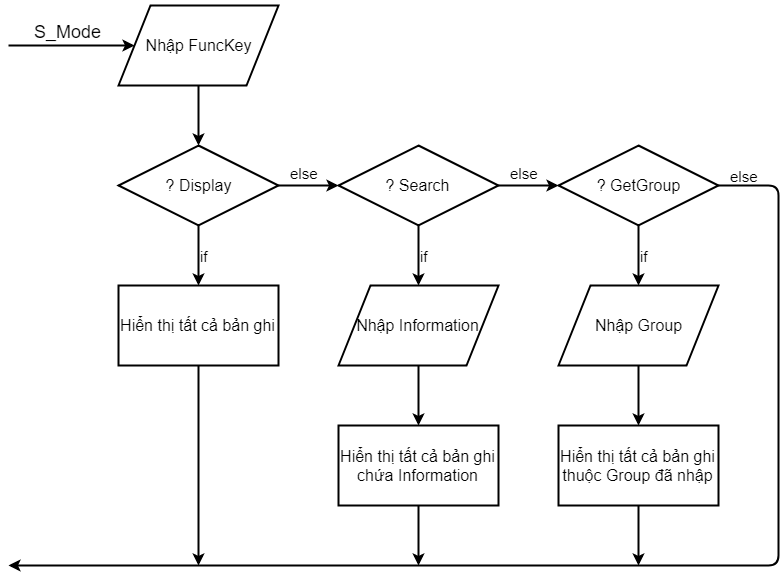 S_Mode
Nhập FuncKey
? Display
else
? Search
else
? GetGroup
else
if
if
if
Hiển thị tất cả bản ghi
Nhập Information
Nhập Group
Hiển thị tất cả bản ghi
chứa Information
Hiển thị tất cả bản ghi
thuộc Group đã nhập